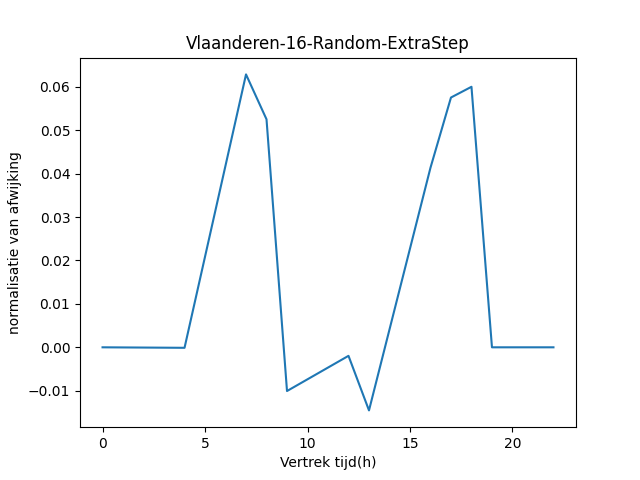 Vlaanderen-16-Random-ExtraStep
normalisatie van afwijking
0.06
0.05
0.04
0.03
0.02
0.01
0.00
−0.01
0 5 10 15 20
Vertrek tijd(h)